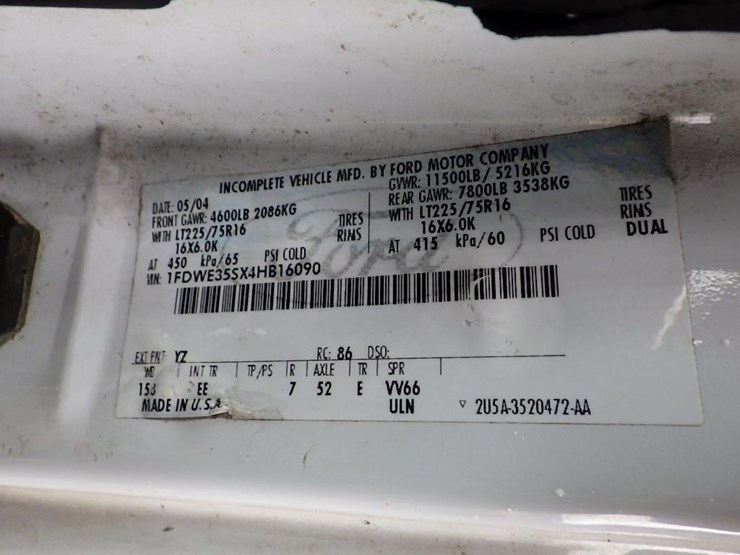 INCOMPLETE VEHICLE MFD. BY FORD MOTOR COMPANY
DATE: 05/04
GVWR: 11500LB/ 5216KG
FRONT GAWR: 4600LB 2086KG
REAR GAWR: 7800LB 3538KG
WITH LT225/75R16 TIRES
WITH LT225/75R16 TIRES
16X6.0K RIMS
16X6.0K RIMS
AT 450 kPa/65 PSI COLD
AT 415 kPa/60 PSI COLD DUAL
VIN: 1FDWE35SX4HB16090
Ford
EXT PNT YZ RC: 86 DSO:
WB INT TR TP/PS R AXLE TR SPR
158 EE 7 52 E VV66
MADE IN U.S.A. ULN ▽ 2U5A-3520472-AA